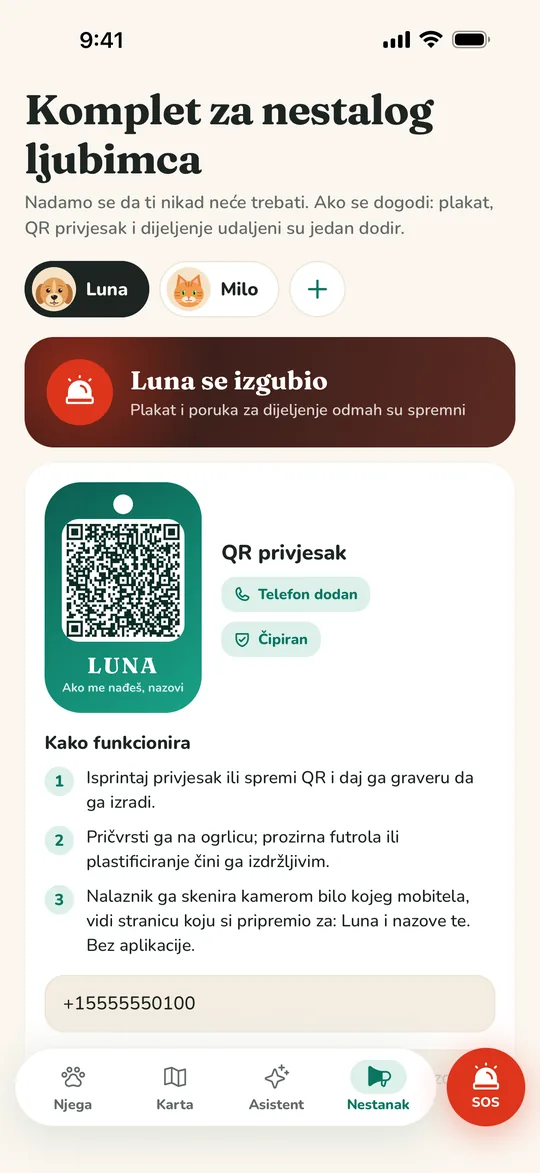 9:41
Komplet za nestalog
ljubimca
Nadamo se da ti nikad neće trebati. Ako se dogodi: plakat,
QR privjesak i dijeljenje udaljeni su jedan dodir.
Luna
Milo
Luna se izgubio
Plakat i poruka za dijeljenje odmah su spremni
LUNA
Ako me nađeš, nazovi
QR privjesak
Telefon dodan
Čipiran
Kako funkcionira
1 Isprintaj privjesak ili spremi QR i daj ga graveru da
ga izradi.
2 Pričvrsti ga na ogrlicu; prozirna futrola ili
plastificiranje čini ga izdržljivim.
3 Nalaznik ga skenira kamerom bilo kojeg mobitela,
vidi stranicu koju si pripremio za: Luna i nazove te.
Bez aplikacije.
+15555550100
Njega
Karta
Asistent
Nestanak
SOS